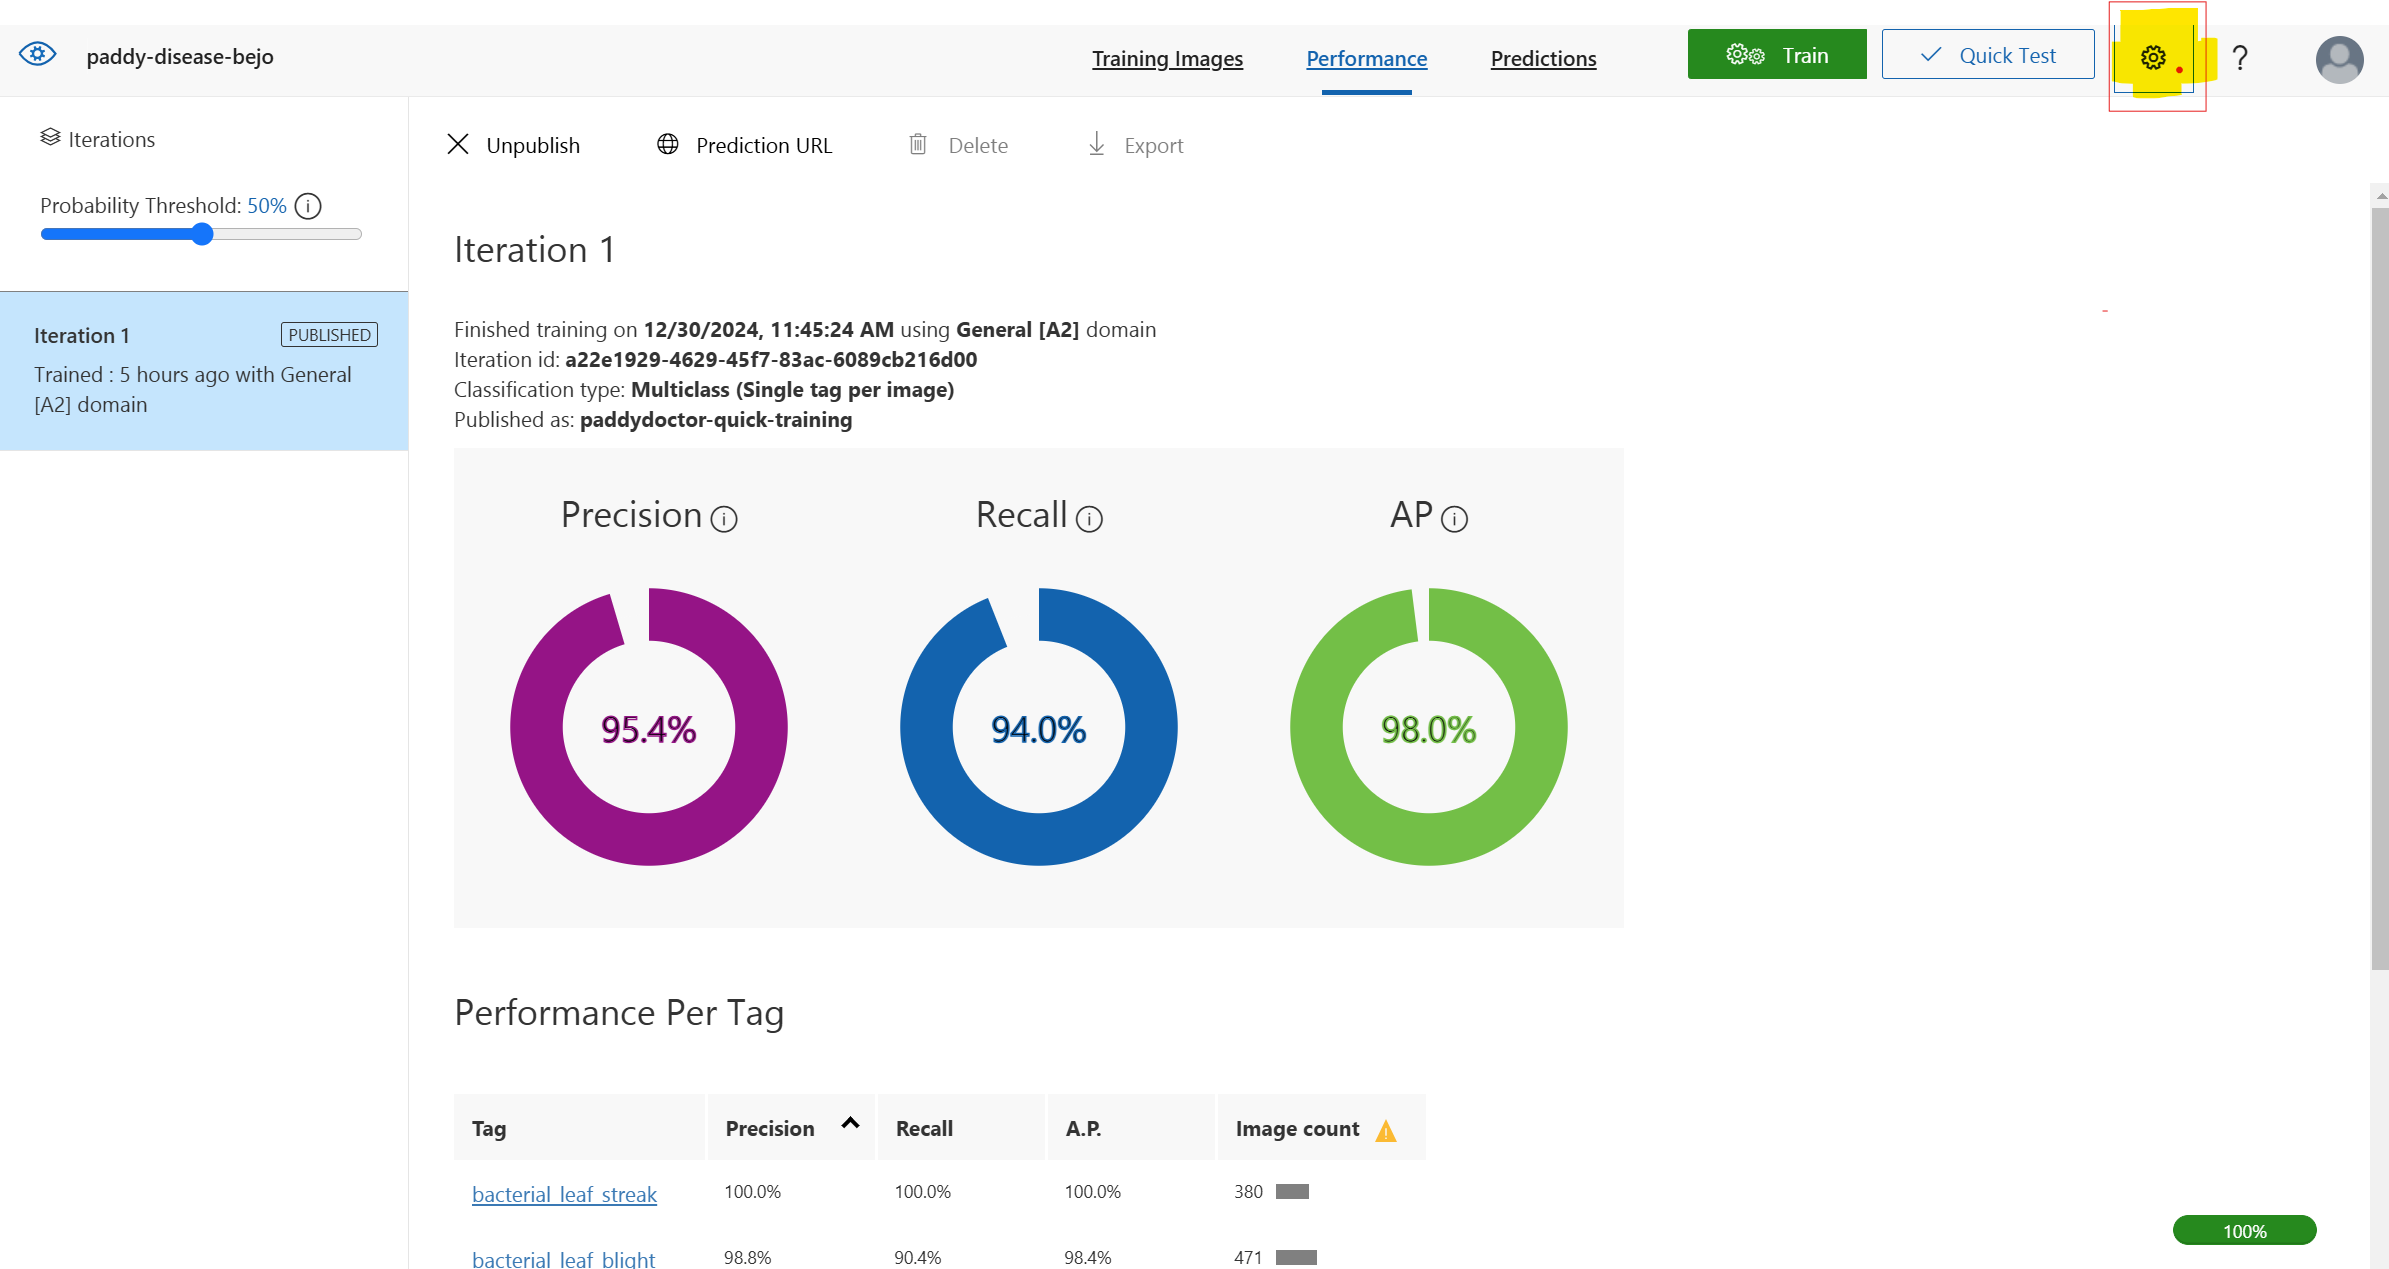 paddy-disease-bejo
Training Images
Performance
Predictions
Train
Quick Test
?
Iterations
Probability Threshold: 50%
Iteration 1
PUBLISHED
Trained : 5 hours ago with General
[A2] domain
Unpublish
Prediction URL
Delete
Export
Iteration 1
Finished training on 12/30/2024, 11:45:24 AM using General [A2] domain
Iteration id: a22e1929-4629-45f7-83ac-6089cb216d00
Classification type: Multiclass (Single tag per image)
Published as: paddydoctor-quick-training
Precision
Recall
AP
95.4%
94.0%
98.0%
Performance Per Tag
Tag Precision Recall A.P. Image count
bacterial_leaf_streak 100.0% 100.0% 100.0% 380
bacterial_leaf_blight 98.8% 90.4% 98.4% 471
100%